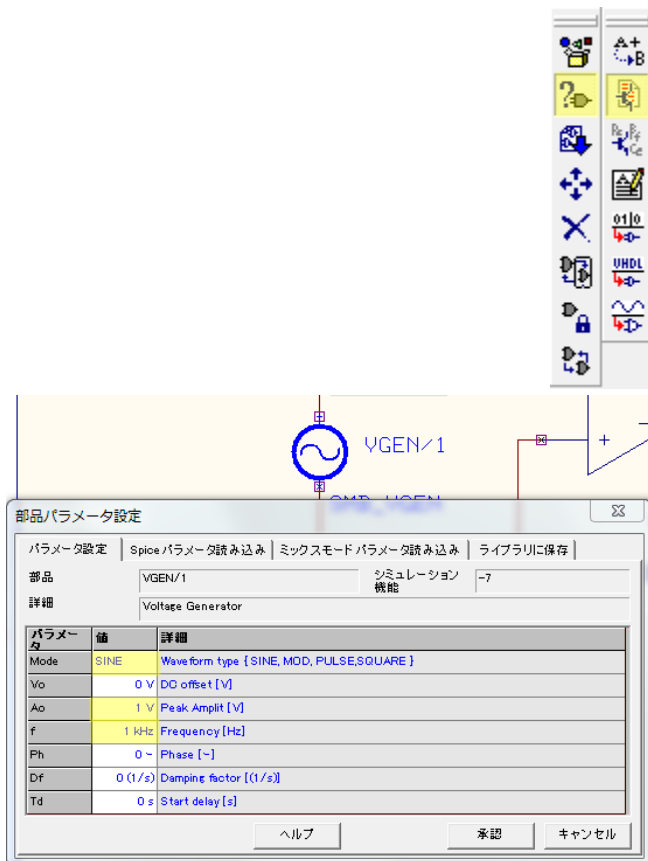 A+
B
?
Rc Bf
Ce
01|0
VHDL
VGEN/1
+
部品パラメータ設定
パラメータ設定 Spiceパラメータ読み込み ミックスモードパラメータ読み込み ライブラリに保存
部品 VGEN/1 シミュレーション機能 -7
詳細 Voltage Generator
パラメータ 値 詳細
Mode SINE Waveform type { SINE, MOD, PULSE,SQUARE }
Vo 0 V DC offset [V]
Ao 1 V Peak Amplit [V]
f 1 kHz Frequency [Hz]
Ph 0 ~ Phase [~]
Df 0 (1/s) Damping factor [(1/s)]
Td 0 s Start delay [s]
ヘルプ 承認 キャンセル